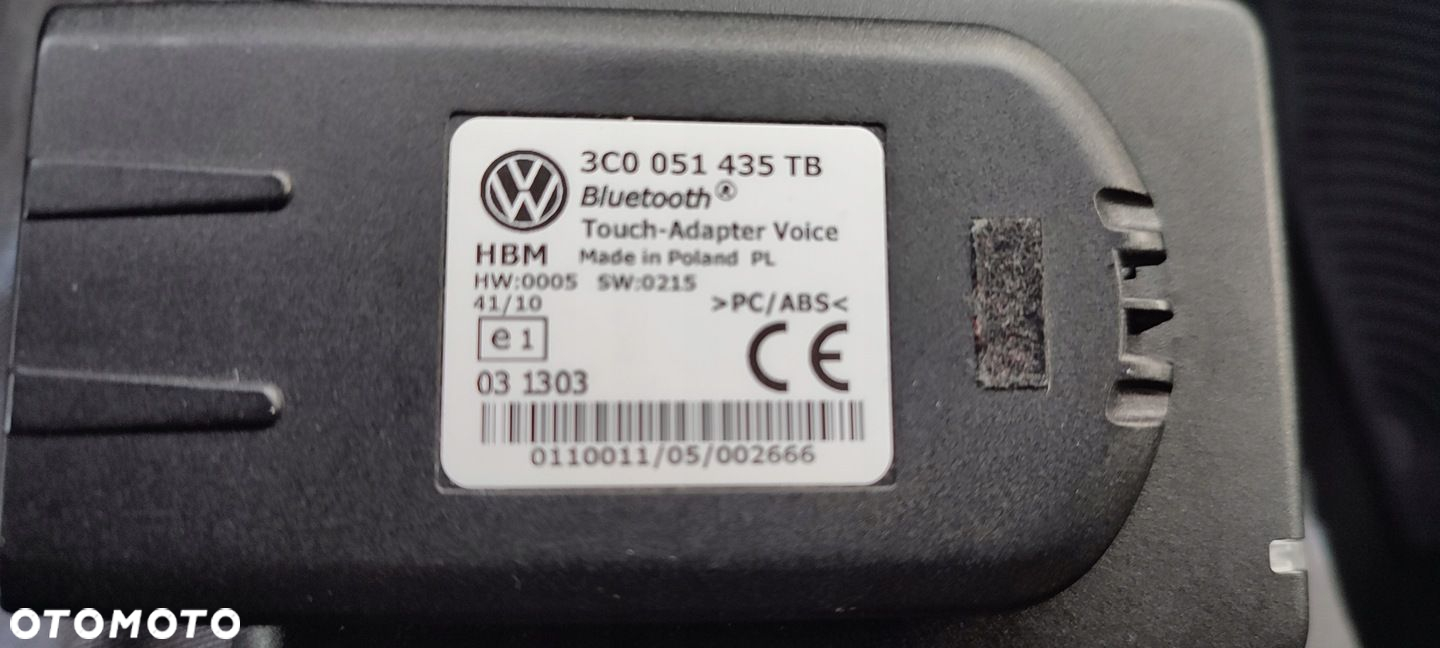 3C0 051 435 TB
Bluetooth®
Touch-Adapter Voice
HBM Made in Poland PL
HW:0005 SW:0215
41/10 >PC/ABS<
e1
CE
03 1303
0110011/05/002666
OTOMOTO